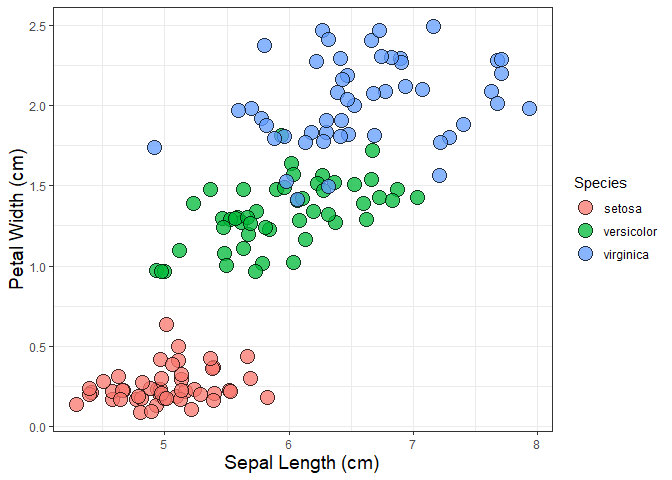 2.5
2.0
1.5
1.0
0.5
0.0
Petal Width (cm)
5 6 7 8
Sepal Length (cm)
Species
setosa
versicolor
virginica